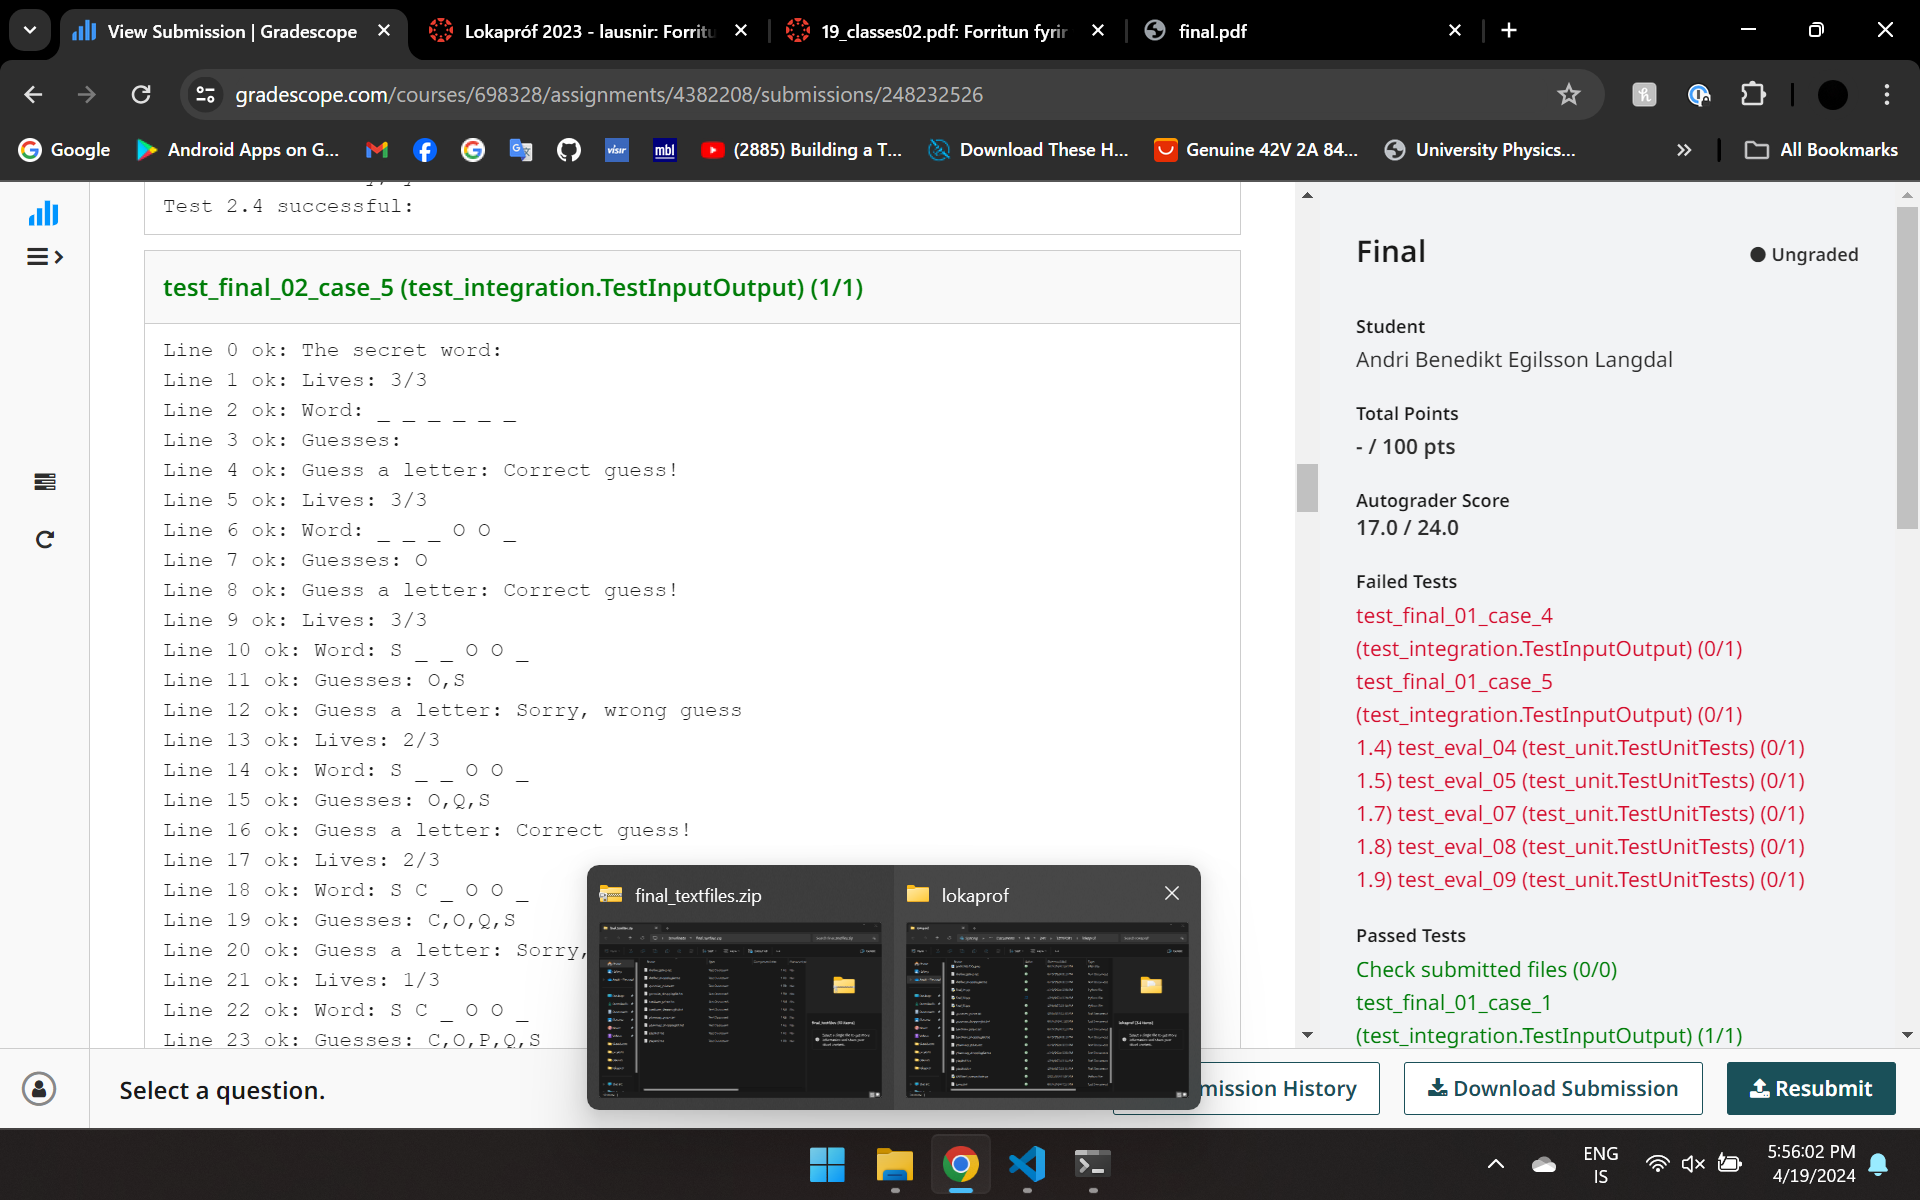 View Submission | Gradescope
Lokapróf 2023 - lausnir: Forritu
19_classes02.pdf: Forritun fyrir
final.pdf
gradescope.com/courses/698328/assignments/4382208/submissions/248232526
Google
Android Apps on G...
visir
mbl
(2885) Building a T...
Download These H...
Genuine 42V 2A 84...
University Physics...
All Bookmarks
Test 2.4 successful:
test_final_02_case_5 (test_integration.TestInputOutput) (1/1)
Line 0 ok: The secret word:
Line 1 ok: Lives: 3/3
Line 2 ok: Word: _ _ _ _ _ _
Line 3 ok: Guesses:
Line 4 ok: Guess a letter: Correct guess!
Line 5 ok: Lives: 3/3
Line 6 ok: Word: _ _ _ O O _
Line 7 ok: Guesses: O
Line 8 ok: Guess a letter: Correct guess!
Line 9 ok: Lives: 3/3
Line 10 ok: Word: S _ _ O O _
Line 11 ok: Guesses: O,S
Line 12 ok: Guess a letter: Sorry, wrong guess
Line 13 ok: Lives: 2/3
Line 14 ok: Word: S _ _ O O _
Line 15 ok: Guesses: O,Q,S
Line 16 ok: Guess a letter: Correct guess!
Line 17 ok: Lives: 2/3
Line 18 ok: Word: S C _ O O _
Line 19 ok: Guesses: C,O,Q,S
Line 20 ok: Guess a letter: Sorry,
Line 21 ok: Lives: 1/3
Line 22 ok: Word: S C _ O O _
Line 23 ok: Guesses: C,O,P,Q,S
Final
Ungraded
Student
Andri Benedikt Egilsson Langdal
Total Points
- / 100 pts
Autograder Score
17.0 / 24.0
Failed Tests
test_final_01_case_4
(test_integration.TestInputOutput) (0/1)
test_final_01_case_5
(test_integration.TestInputOutput) (0/1)
1.4) test_eval_04 (test_unit.TestUnitTests) (0/1)
1.5) test_eval_05 (test_unit.TestUnitTests) (0/1)
1.7) test_eval_07 (test_unit.TestUnitTests) (0/1)
1.8) test_eval_08 (test_unit.TestUnitTests) (0/1)
1.9) test_eval_09 (test_unit.TestUnitTests) (0/1)
Passed Tests
Check submitted files (0/0)
test_final_01_case_1
(test_integration.TestInputOutput) (1/1)
final_textfiles.zip
lokaprof
Select a question.
mission History
Download Submission
Resubmit
ENG
IS
5:56:02 PM
4/19/2024